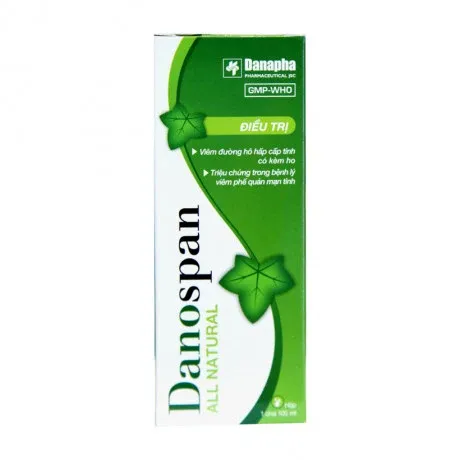 Danapha
PHARMACEUTICAL JSC
GMP-WHO
ĐIỀU TRỊ
Viêm đường hô hấp cấp tính
có kèm ho
Triệu chứng trong bệnh lý
viêm phế quản mạn tính
Danospan
ALL NATURAL
Hộp
1 chai 100 ml